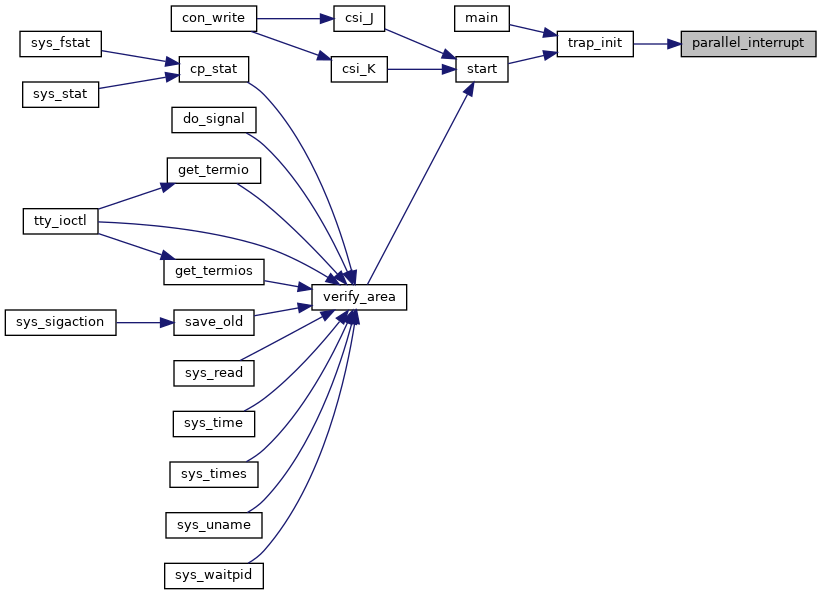 con_write
csi_J
main
sys_fstat
trap_init
parallel_interrupt
cp_stat
csi_K
start
sys_stat
do_signal
get_termio
tty_ioctl
get_termios
verify_area
sys_sigaction
save_old
sys_read
sys_time
sys_times
sys_uname
sys_waitpid